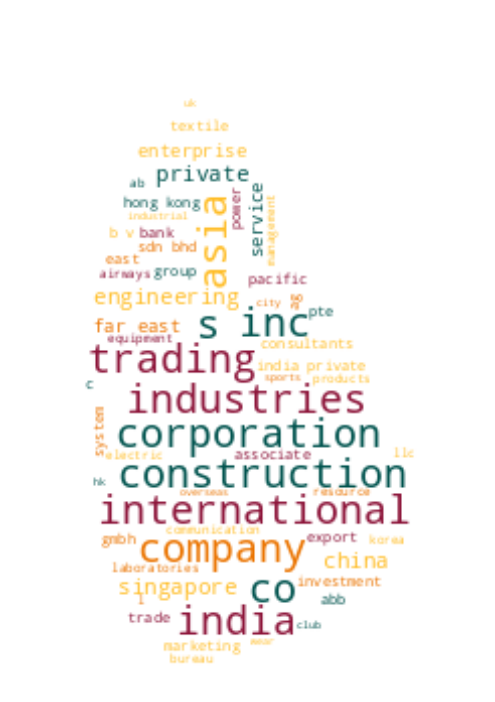 uk
textile
enterprise
private
ab
power
service
hong kong
asia
management
industrial
b v bank
sdn bhd
east
airways group
pacific
engineering
city ag
s inc pte
far east
equipment
consultants
trading
india private
sports products
c
industries
system
corporation
electric associate llc
construction
hk
overseas resource
international
communication
gmbh
company
export korea
china
laboratories
singapore
co
investment
l
abb
trade
india
club
marketing
bureau